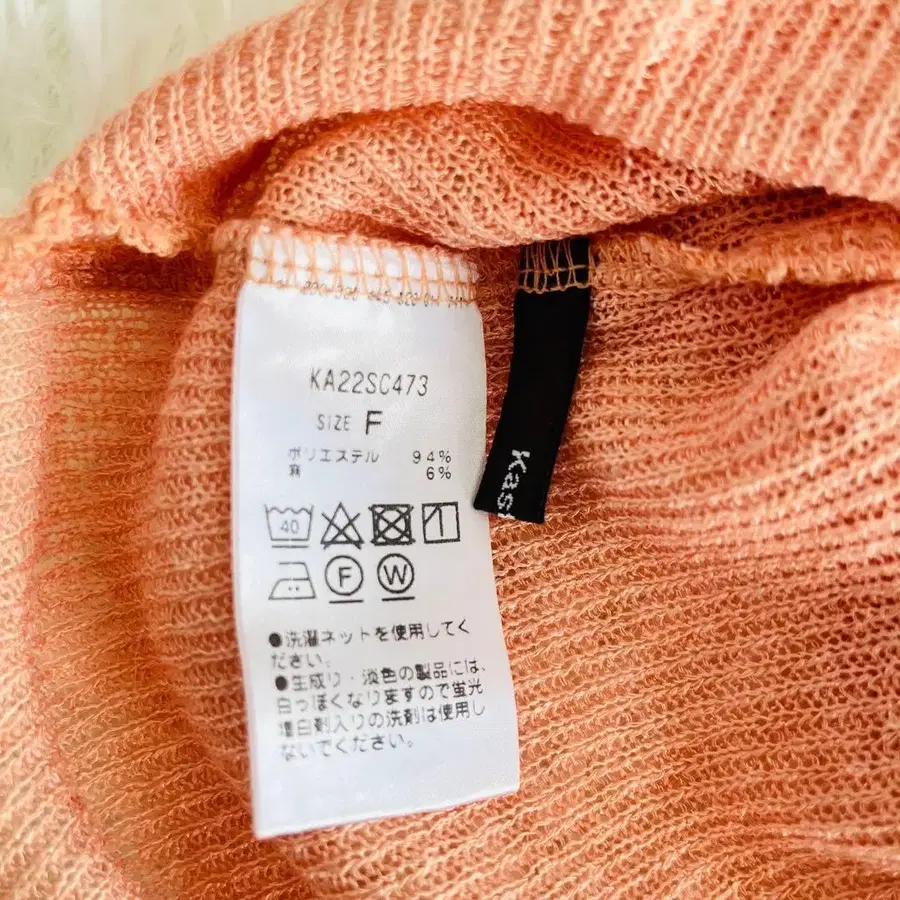 KA22SC473
SIZE F
ポリエステル 94%
麻 6%
40
F W
●洗濯ネットを使用してく
ださい。
●生成り・淡色の製品には、
白っぽくなりますので蛍光
増白剤入りの洗剤は使用し
ないでください。